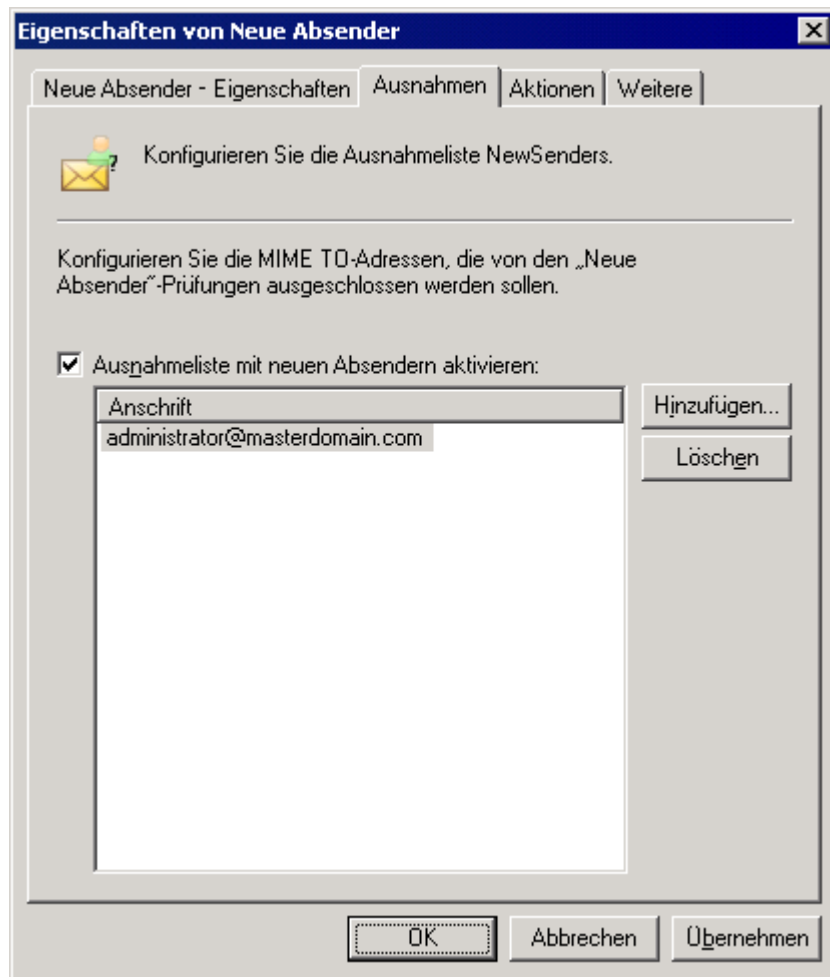 Eigenschaften von Neue Absender
Neue Absender - Eigenschaften Ausnahmen Aktionen Weitere
Konfigurieren Sie die Ausnahmeliste NewSenders.
Konfigurieren Sie die MIME TO-Adressen, die von den „Neue
Absender“-Prüfungen ausgeschlossen werden sollen.
Ausnahmeliste mit neuen Absendern aktivieren:
Anschrift
Hinzufügen...
administrator@masterdomain.com
Löschen
OK Abbrechen Übernehmen